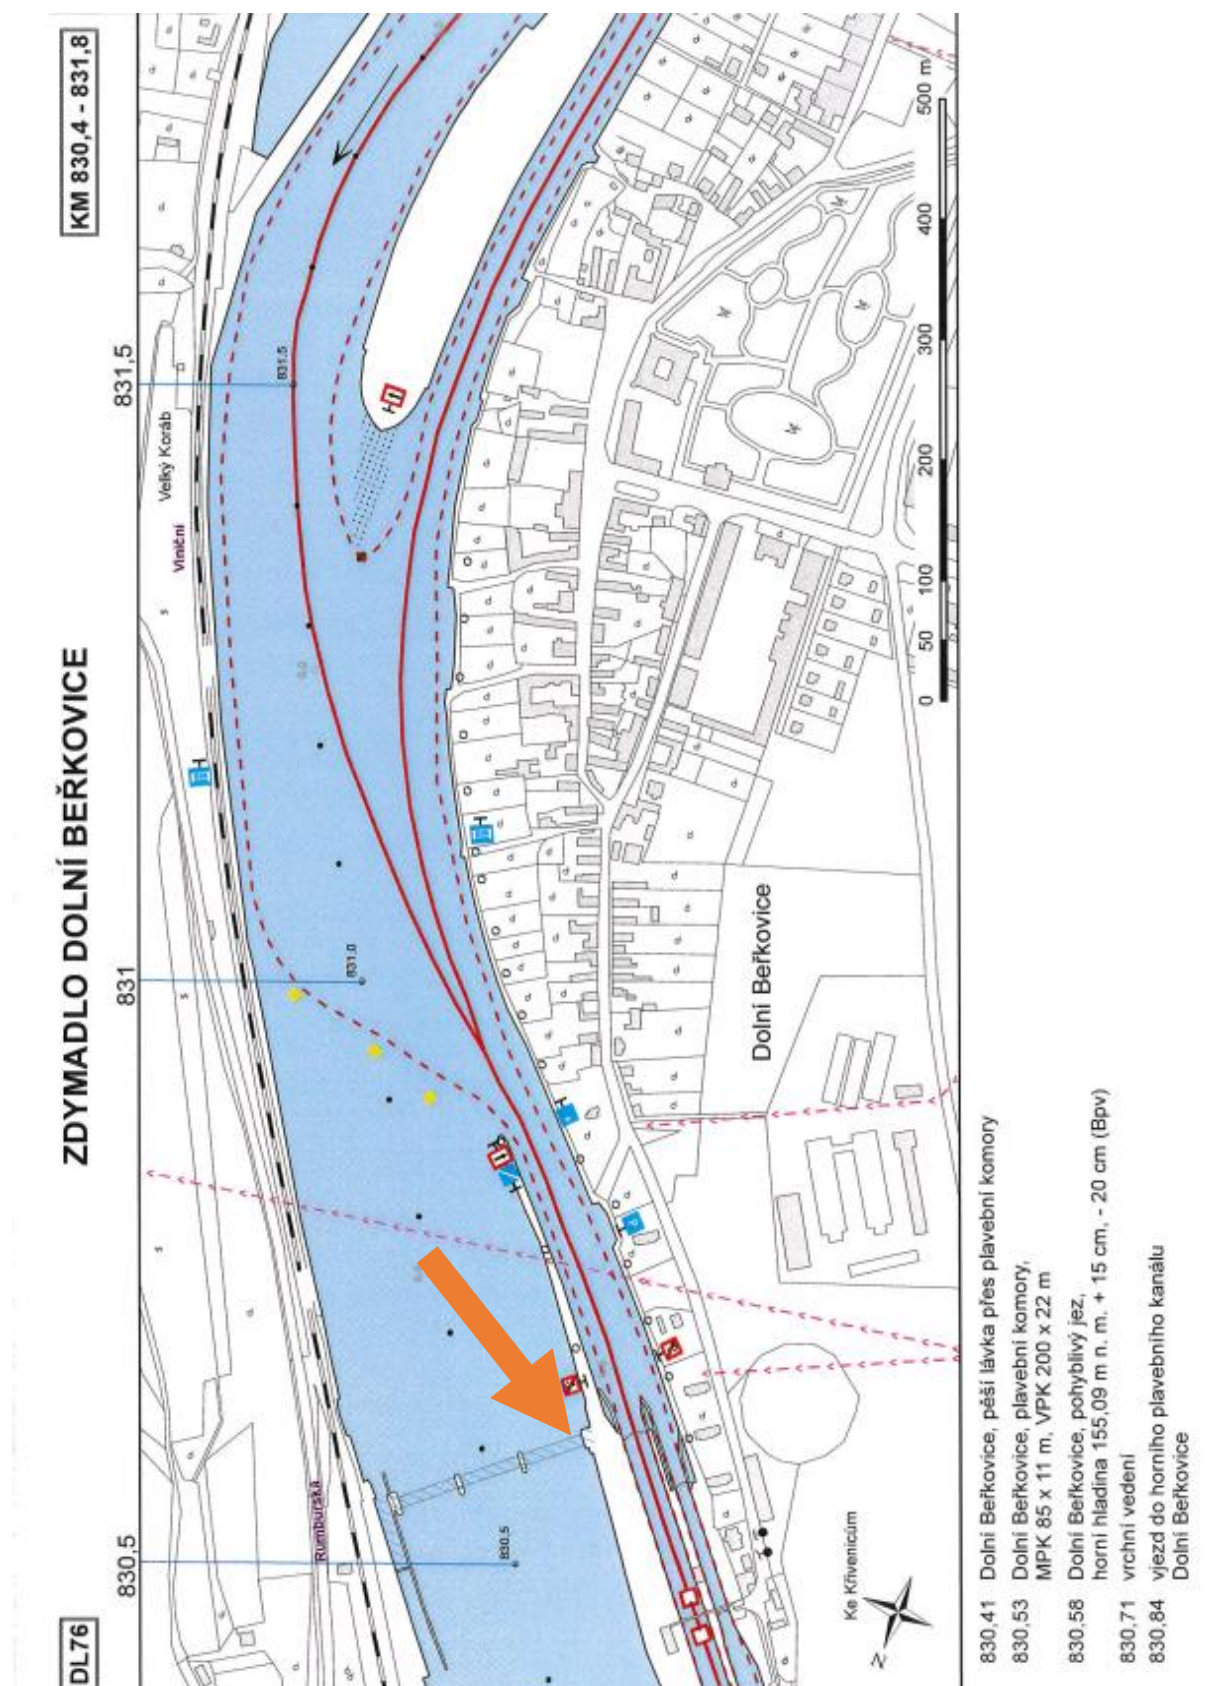 DL76
ZDYMADLO DOLNÍ BEŘKOVICE
KM 830,4 - 831,8
830,5
831
831,5
Rumburská
Viniční
Velký Koráb
830.5
831.0
831.5
Dolní Beřkovice
Ke Křivenicům
N
0
50
100
200
300
400
500 m
830,41 Dolní Beřkovice, pěší lávka přes plavební komory
830,53 Dolní Beřkovice, plavební komory,
MPK 85 x 11 m, VPK 200 x 22 m
830,58 Dolní Beřkovice, pohyblivý jez,
horní hladina 155,09 m n. m. + 15 cm, - 20 cm (Bpv)
830,71 vrchní vedení
830,84 vjezd do horního plavebního kanálu
Dolní Beřkovice